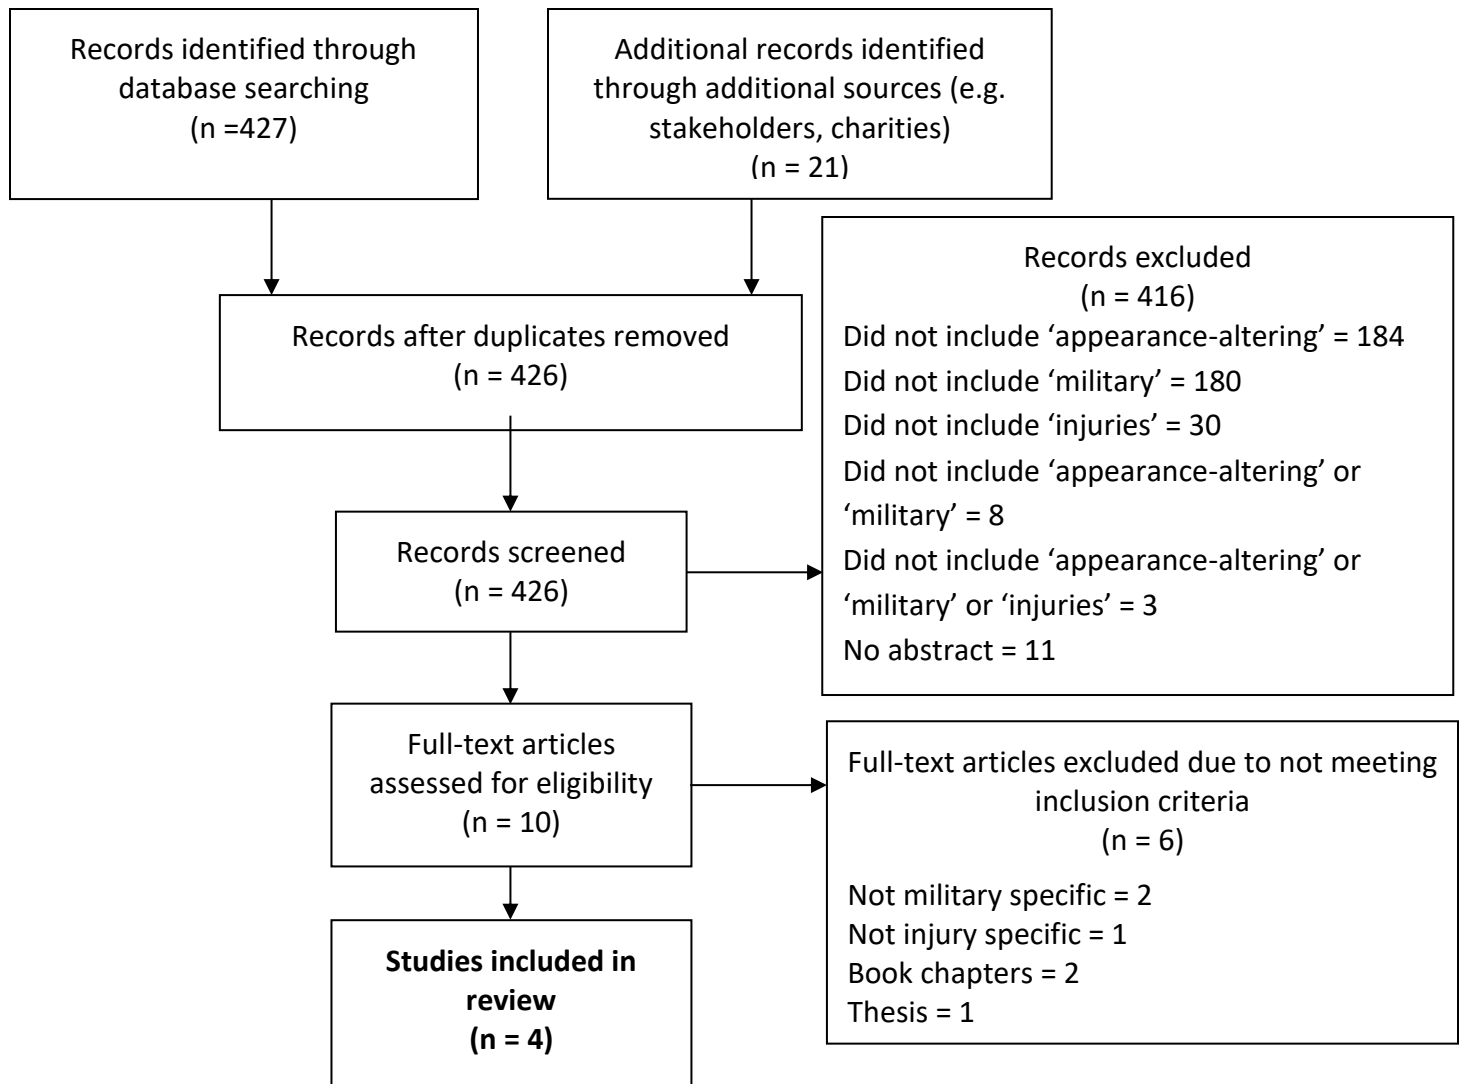 Records identified through
database searching
(n =427)
Additional records identified
through additional sources (e.g.
stakeholders, charities)
(n = 21)
Records after duplicates removed
(n = 426)
Records excluded
(n = 416)
Did not include ‘appearance-altering’ = 184
Did not include ‘military’ = 180
Did not include ‘injuries’ = 30
Did not include ‘appearance-altering’ or
‘military’ = 8
Did not include ‘appearance-altering’ or
‘military’ or ‘injuries’ = 3
No abstract = 11
Records screened
(n = 426)
Full-text articles
assessed for eligibility
(n = 10)
Full-text articles excluded due to not meeting
inclusion criteria
(n = 6)
Not military specific = 2
Not injury specific = 1
Book chapters = 2
Thesis = 1
Studies included in
review
(n = 4)